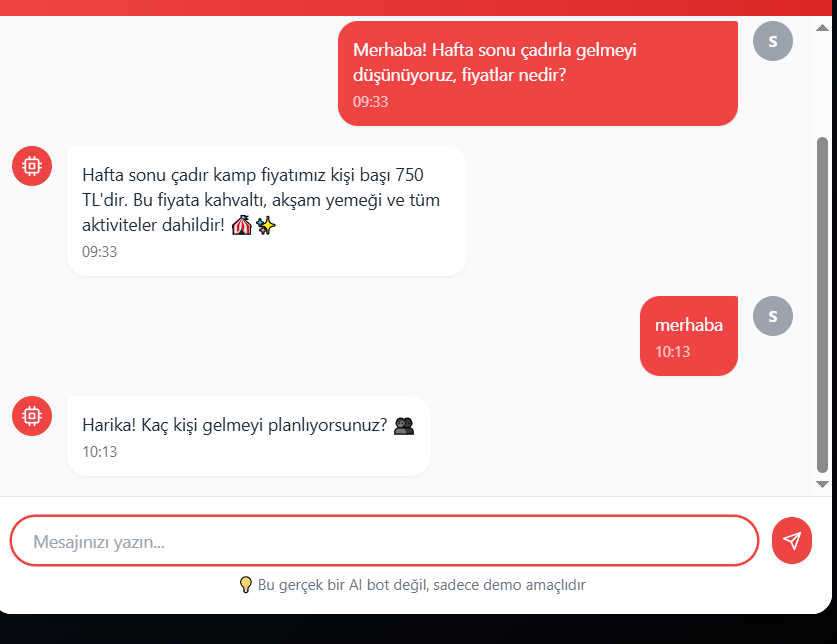 Merhaba! Hafta sonu çadırla gelmeyi
düşünüyoruz, fiyatlar nedir?
09:33
S
Hafta sonu çadır kamp fiyatımız kişi başı 750
TL'dir. Bu fiyata kahvaltı, akşam yemeği ve tüm
aktiviteler dahildir! 🎪✨
09:33
merhaba
10:13
S
Harika! Kaç kişi gelmeyi planlıyorsunuz? 👥
10:13
Mesajınızı yazın...
💡 Bu gerçek bir AI bot değil, sadece demo amaçlıdır